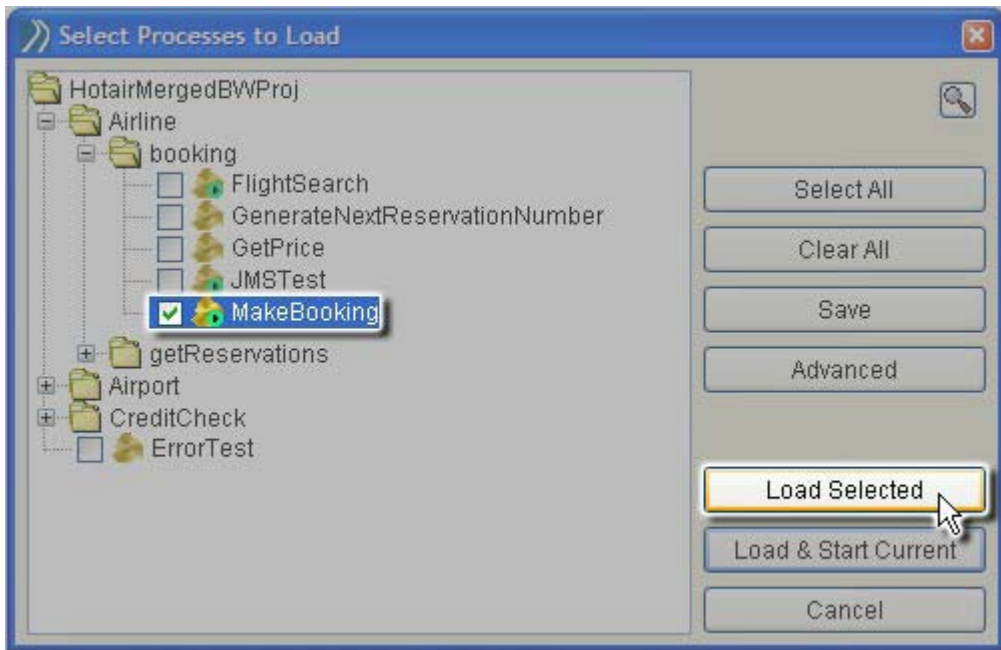 Select Processes to Load
HotairMergedBWProj
Airline
booking
FlightSearch
GenerateNextReservationNumber
GetPrice
JMSTest
MakeBooking
getReservations
Airport
CreditCheck
ErrorTest
Select All
Clear All
Save
Advanced
Load Selected
Load & Start Current
Cancel